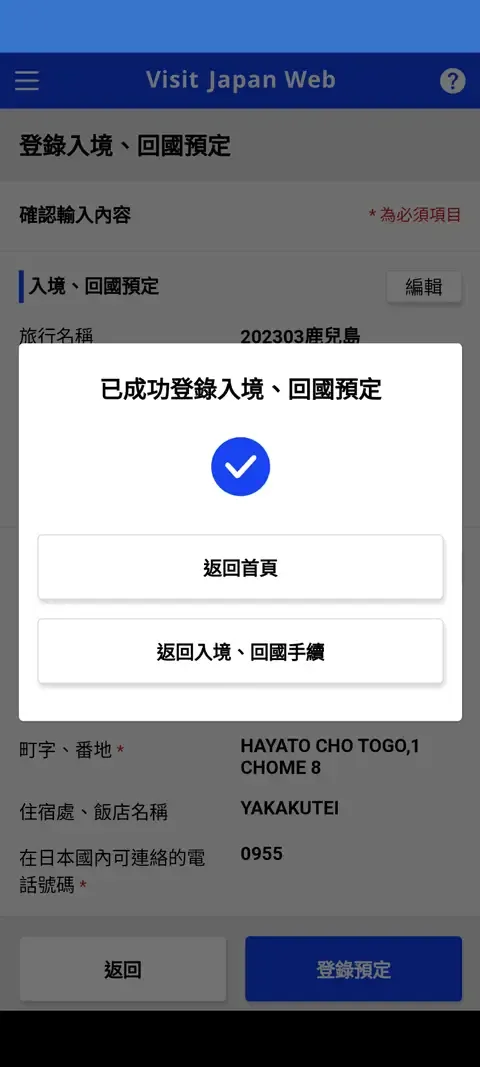 Visit Japan Web
?
登錄入境、回國預定
確認輸入內容
*為必須項目
入境、回國預定
編輯
旅行名稱
202303鹿兒島
已成功登錄入境、回國預定
返回首頁
返回入境、回國手續
町字、番地 *
HAYATO CHO TOGO,1
CHOME 8
住宿處、飯店名稱
YAKAKUTEI
在日本國內可連絡的電
話號碼 *
0955
返回
登錄預定